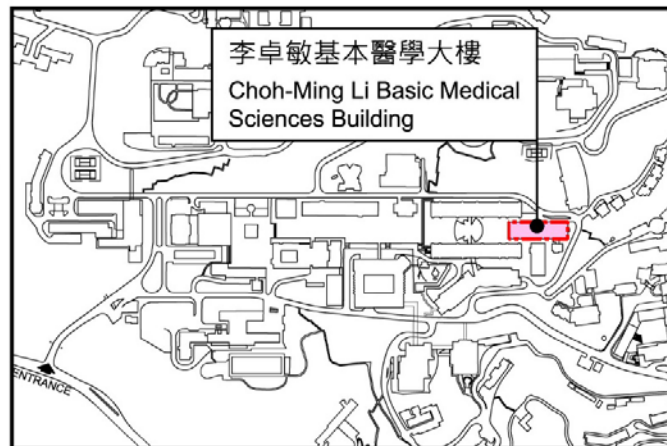 李卓敏基本醫學大樓
Choh-Ming Li Basic Medical
Sciences Building
ENTRANCE